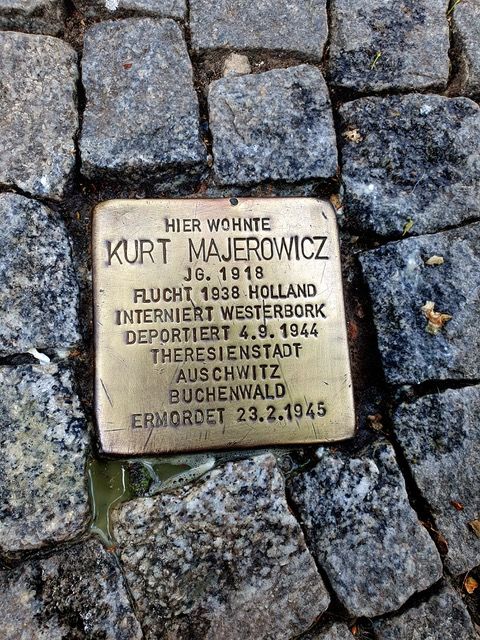 HIER WOHNTE
KURT MAJEROWICZ
JG. 1918
FLUCHT 1938 HOLLAND
INTERNIERT WESTERBORK
DEPORTIERT 4.9.1944
THERESIENSTADT
AUSCHWITZ
BUCHENWALD
ERMORDET 23.2.1945